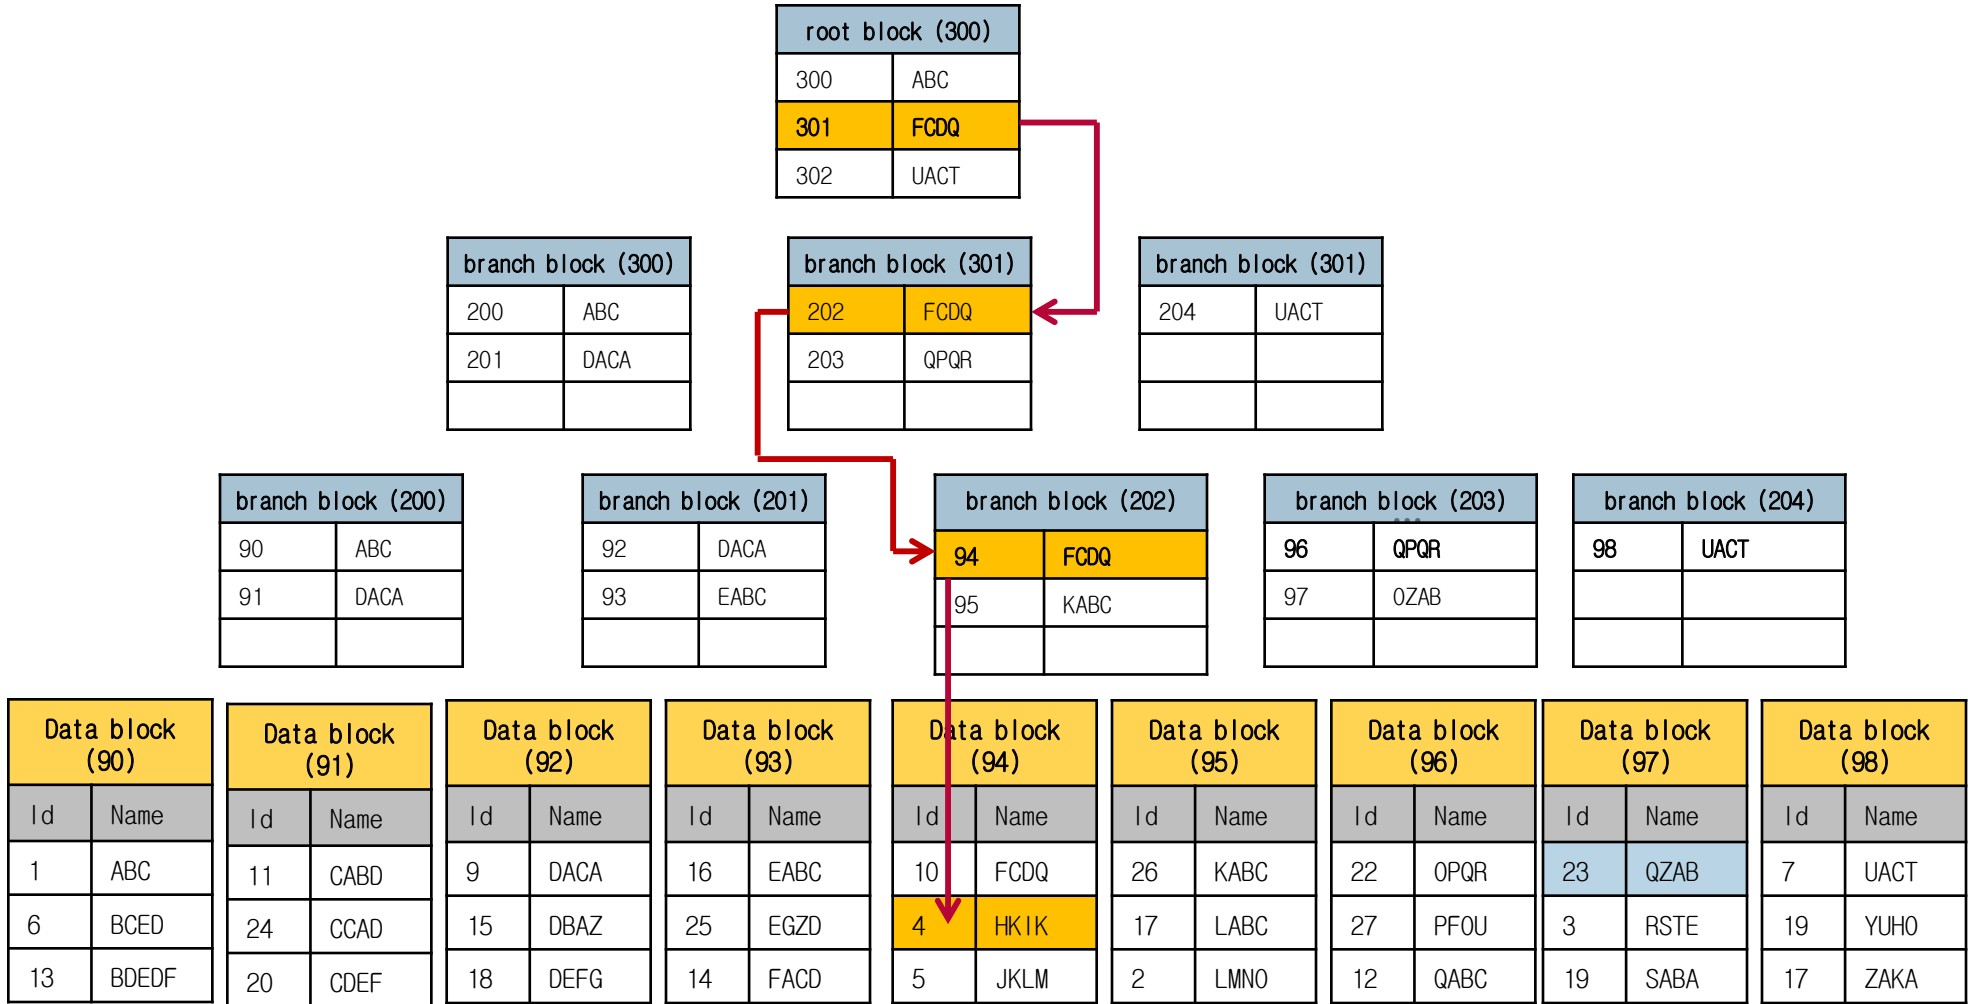 root block (300)
300 ABC
301 FCDQ
302 UACT
branch block (300)
200 ABC
201 DACA
branch block (301)
202 FCDQ
203 QPQR
branch block (301)
204 UACT
branch block (200)
90 ABC
91 DACA
branch block (201)
92 DACA
93 EABC
branch block (202)
94 FCDQ
95 KABC
branch block (203)
...
96 QPQR
97 OZAB
branch block (204)
98 UACT
Data block
(90)
Id Name
1 ABC
6 BCED
13 BDEDF
Data block
(91)
Id Name
11 CABD
24 CCAD
20 CDEF
Data block
(92)
Id Name
9 DACA
15 DBAZ
18 DEFG
Data block
(93)
Id Name
16 EABC
25 EGZD
14 FACD
Data block
(94)
Id Name
10 FCDQ
4 HKIK
5 JKLM
Data block
(95)
Id Name
26 KABC
17 LABC
2 LMNO
Data block
(96)
Id Name
22 OPQR
27 PFOU
12 QABC
Data block
(97)
Id Name
23 QZAB
3 RSTE
19 SABA
Data block
(98)
Id Name
7 UACT
19 YUHO
17 ZAKA